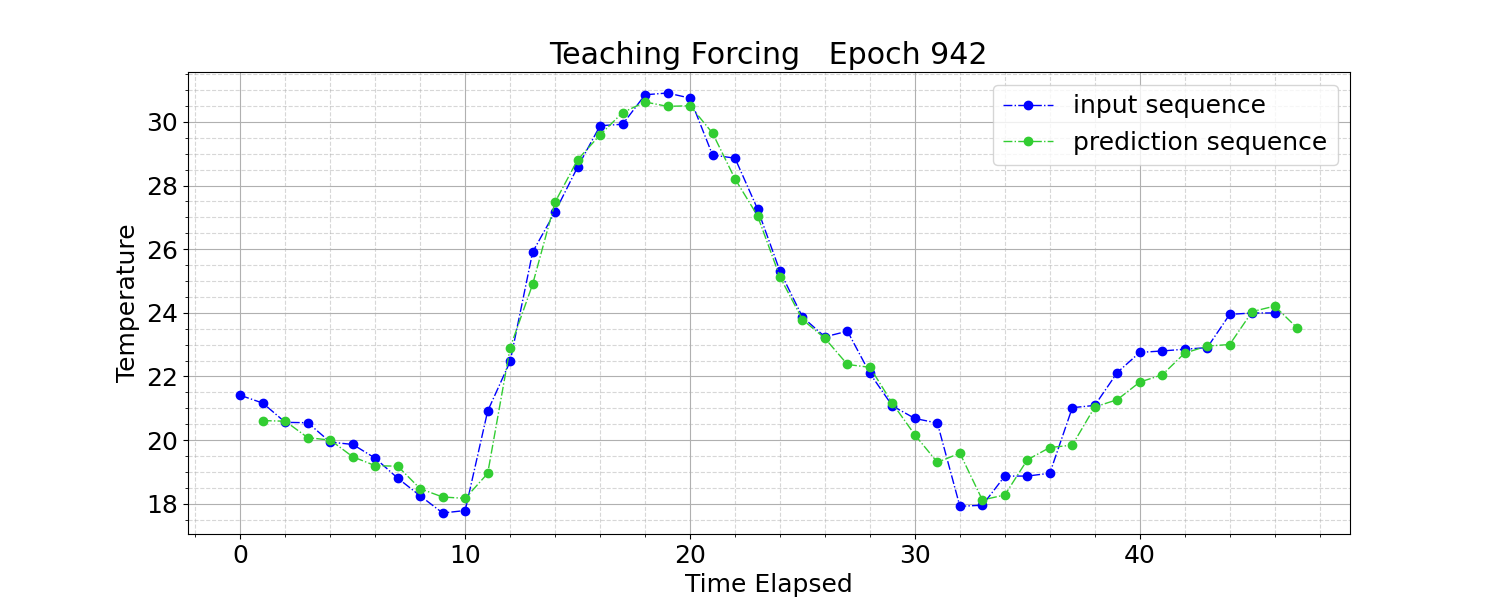 Teaching Forcing   Epoch 942
input sequence
prediction sequence
Temperature
30
28
26
24
22
20
18
0 10 20 30 40
Time Elapsed